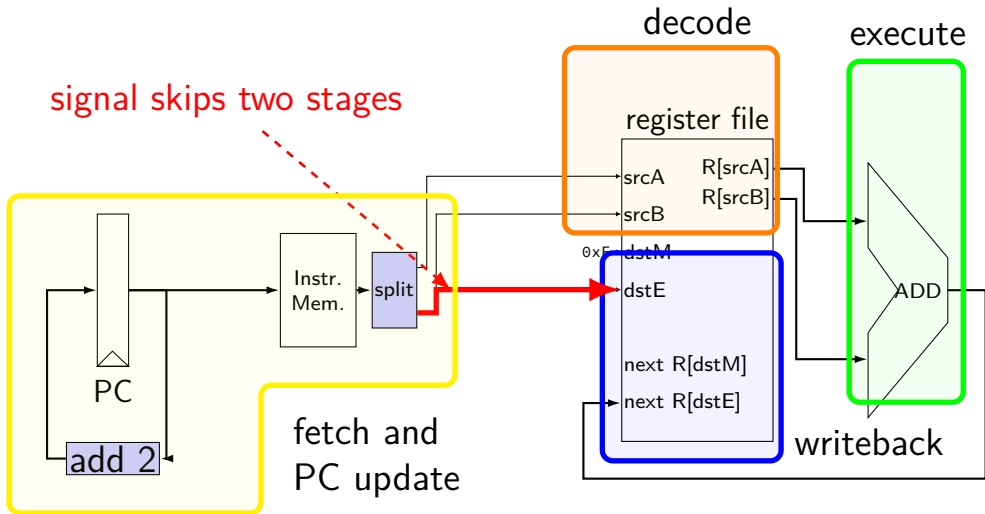 decode
execute
signal skips two stages
register file
srcA
R[srcA]
R[srcB]
srcB
0xF
dstM
Instr.
Mem.
split
dstE
ADD
PC
next R[dstM]
next R[dstE]
add 2
fetch and
PC update
writeback